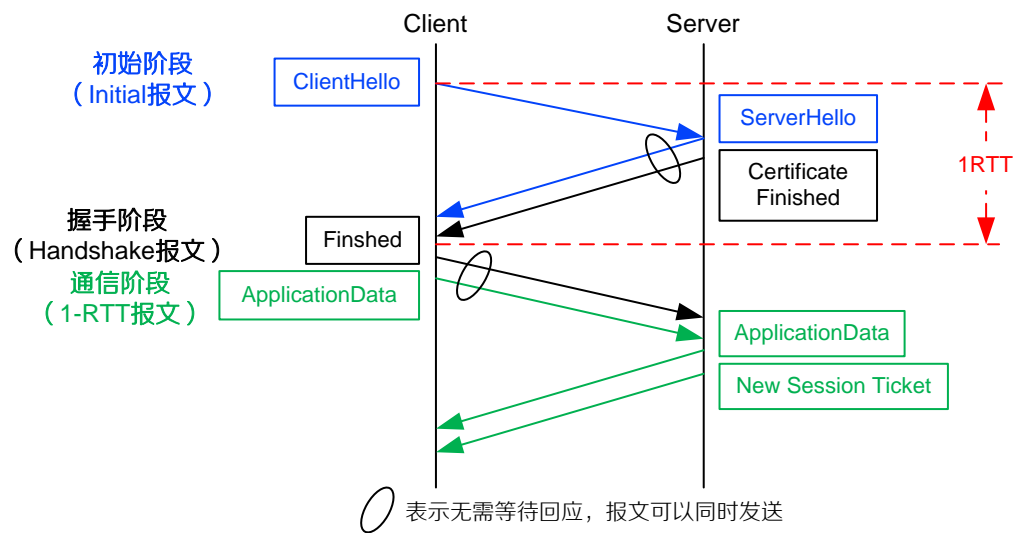 Client
Server
初始阶段
（Initial报文）
ClientHello
ServerHello
Certificate
Finished
1RTT
握手阶段
（Handshake报文）
Finshed
通信阶段
（1-RTT报文）
ApplicationData
ApplicationData
New Session Ticket
表示无需等待回应，报文可以同时发送